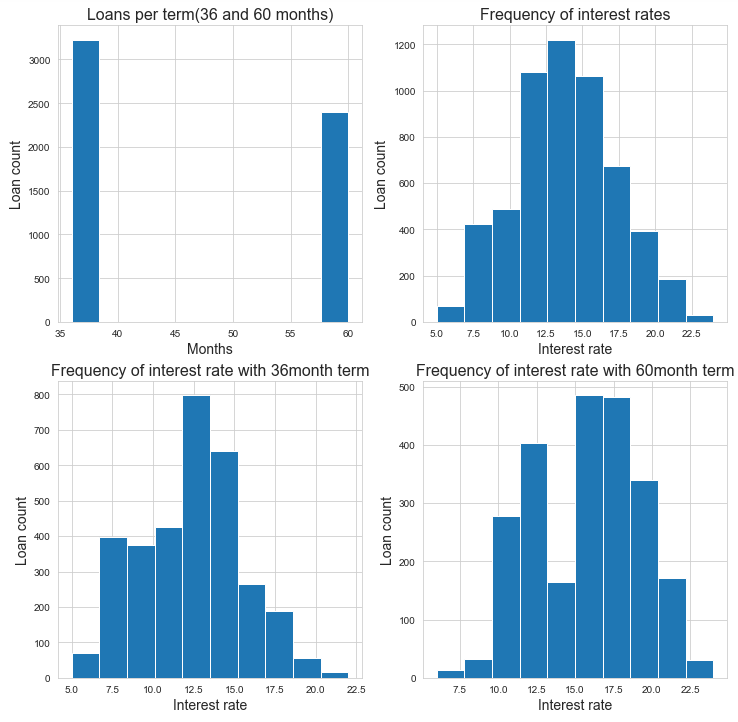 Loans per term(36 and 60 months)
Loan count
3000
2500
2000
1500
1000
500
0
35 40 45 50 55 60
Months
Frequency of interest rates
Loan count
1200
1000
800
600
400
200
0
5.0 7.5 10.0 12.5 15.0 17.5 20.0 22.5
Interest rate
Frequency of interest rate with 36month term
Loan count
800
700
600
500
400
300
200
100
0
5.0 7.5 10.0 12.5 15.0 17.5 20.0 22.5
Interest rate
Frequency of interest rate with 60month term
Loan count
500
400
300
200
100
0
7.5 10.0 12.5 15.0 17.5 20.0 22.5
Interest rate